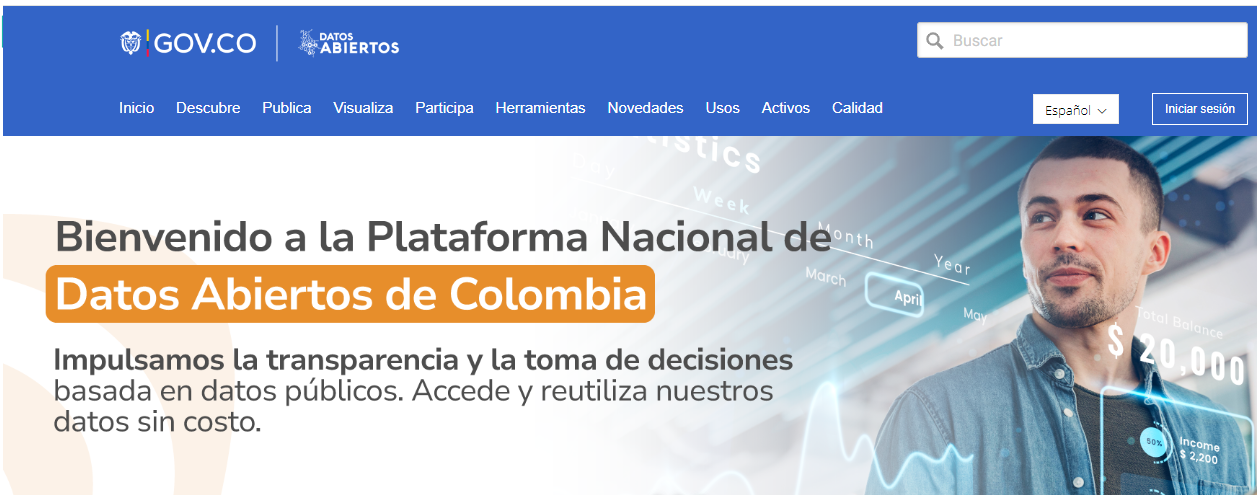 GOV.CO
DATOS
ABIERTOS
Buscar
Inicio Descubre Publica Visualiza Participa Herramientas Novedades Usos Activos Calidad
Español
Iniciar sesión
Bienvenido a la Plataforma Nacional de
Datos Abiertos de Colombia
Impulsamos la transparencia y la toma de decisiones
basada en datos públicos. Accede y reutiliza nuestros
datos sin costo.
Day
Week
Month
Year
March
April
May
Total Balance
$ 20,000
50%
Income
$ 2,200